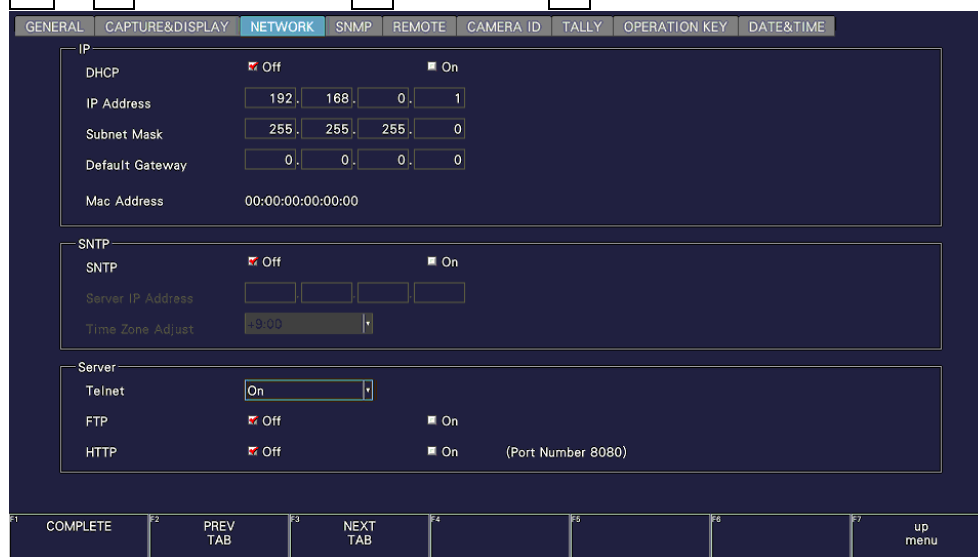 GENERAL CAPTURE&DISPLAY NETWORK SNMP REMOTE CAMERA ID TALLY OPERATION KEY DATE&TIME
IP
DHCP Off On
IP Address 192. 168. 0. 1
Subnet Mask 255. 255. 255. 0
Default Gateway 0. 0. 0. 0
Mac Address 00:00:00:00:00:00
SNTP
SNTP Off On
Server IP Address . . .
Time Zone Adjust +9:00
Server
Telnet On
FTP Off On
HTTP Off On (Port Number 8080)
F1 COMPLETE F2 PREV TAB F3 NEXT TAB F4 F5 F6 F7 up menu